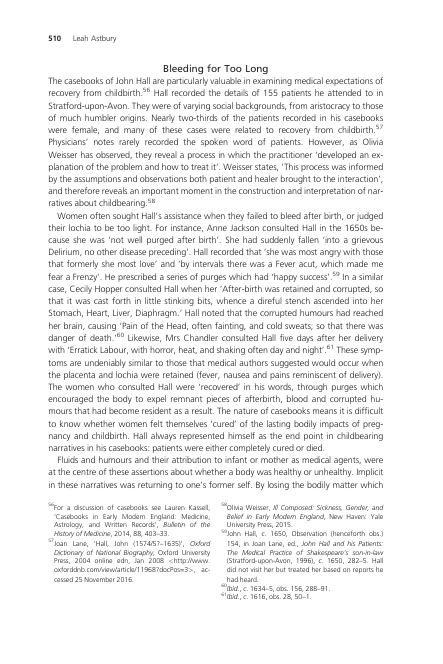 510 Leah Astbury
Bleeding for Too Long
The casebooks of John Hall are particularly valuable in examining medical expectations of
recovery from childbirth.56 Hall recorded the details of 155 patients he attended to in
Stratford-upon-Avon. They were of varying social backgrounds, from aristocracy to those
of much humbler origins. Nearly two-thirds of the patients recorded in his casebooks
were female, and many of these cases were related to recovery from childbirth.57
Physicians' notes rarely recorded the spoken word of patients. However, as Olivia
Weisser has observed, they reveal a process in which the practitioner 'developed an ex-
planation of the problem and how to treat it'. Weisser states, 'This process was informed
by the assumptions and observations both patient and healer brought to the interaction',
and therefore reveals an important moment in the construction and interpretation of nar-
ratives about childbearing.58
Women often sought Hall's assistance when they failed to bleed after birth, or judged
their lochia to be too light. For instance, Anne Jackson consulted Hall in the 1650s be-
cause she was 'not well purged after birth'. She had suddenly fallen 'into a grievous
Delirium, no other disease preceding'. Hall recorded that 'she was most angry with those
that formerly she most love' and 'by intervals there was a Fever acut, which made me
fear a Frenzy'. He prescribed a series of purges which had 'happy success'.59 In a similar
case, Cecily Hopper consulted Hall when her 'After-birth was retained and corrupted, so
that it was cast forth in little stinking bits, whence a direful stench ascended into her
Stomach, Heart, Liver, Diaphragm.' Hall noted that the corrupted humours had reached
her brain, causing 'Pain of the Head, often fainting, and cold sweats; so that there was
danger of death.'60 Likewise, Mrs Chandler consulted Hall five days after her delivery
with 'Erratick Labour, with horror, heat, and shaking often day and night'.61 These symp-
toms are undeniably similar to those that medical authors suggested would occur when
the placenta and lochia were retained (fever, nausea and pains reminiscent of delivery).
The women who consulted Hall were 'recovered' in his words, through purges which
encouraged the body to expel remnant pieces of afterbirth, blood and corrupted hu-
mours that had become resident as a result. The nature of casebooks means it is difficult
to know whether women felt themselves 'cured' of the lasting bodily impacts of preg-
nancy and childbirth. Hall always represented himself as the end point in childbearing
narratives in his casebooks: patients were either completely cured or died.
Fluids and humours and their attribution to infant or mother as medical agents, were
at the centre of these assertions about whether a body was healthy or unhealthy. Implicit
in these narratives was returning to one's former self. By losing the bodily matter which
56For a discussion of casebooks see Lauren Kassell,
'Casebooks in Early Modern England: Medicine,
Astrology, and Written Records', Bulletin of the
History of Medicine, 2014, 88, 403–33.
57Joan Lane, 'Hall, John (1574/5?–1635)', Oxford
Dictionary of National Biography, Oxford University
Press, 2004 online edn, Jan 2008 <http://www.
oxforddnb.com/view/article/11968?docPos=3>, ac-
cessed 25 November 2016.
58Olivia Weisser, Ill Composed: Sickness, Gender, and
Belief in Early Modern England, New Haven: Yale
University Press, 2015.
59John Hall, c. 1650, Observation (henceforth obs.)
154, in Joan Lane, ed., John Hall and his Patients:
The Medical Practice of Shakespeare's son-in-law
(Stratford-upon-Avon, 1996), c. 1650, 282–5. Hall
did not visit her but treated her based on reports he
had heard.
60Ibid., c. 1634–5, obs. 156, 288–91.
61Ibid., c. 1616, obs. 28, 50–1.